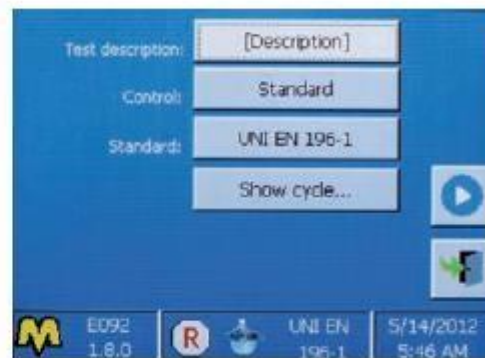 Test description: [Description]
Control: Standard
Standard: UNI EN 196-1
Show cycle...
E092
1.8.0
R
UNI EN
196-1
5/14/2012
5:46 AM